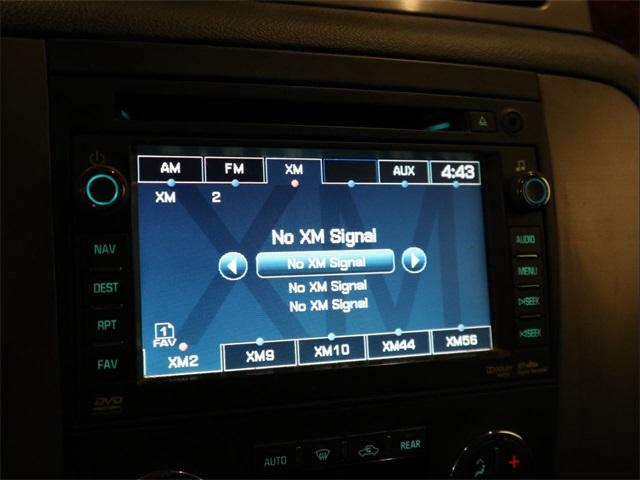 AM FM XM AUX 4:43
XM 2
No XM Signal
No XM Signal
No XM Signal
No XM Signal
1
FAV
XM2 XM9 XM10 XM44 XM56
XM
NAV
DEST
RPT
FAV
AUDIO
MENU
SEEK
SEEK
DVD
AUTO REAR